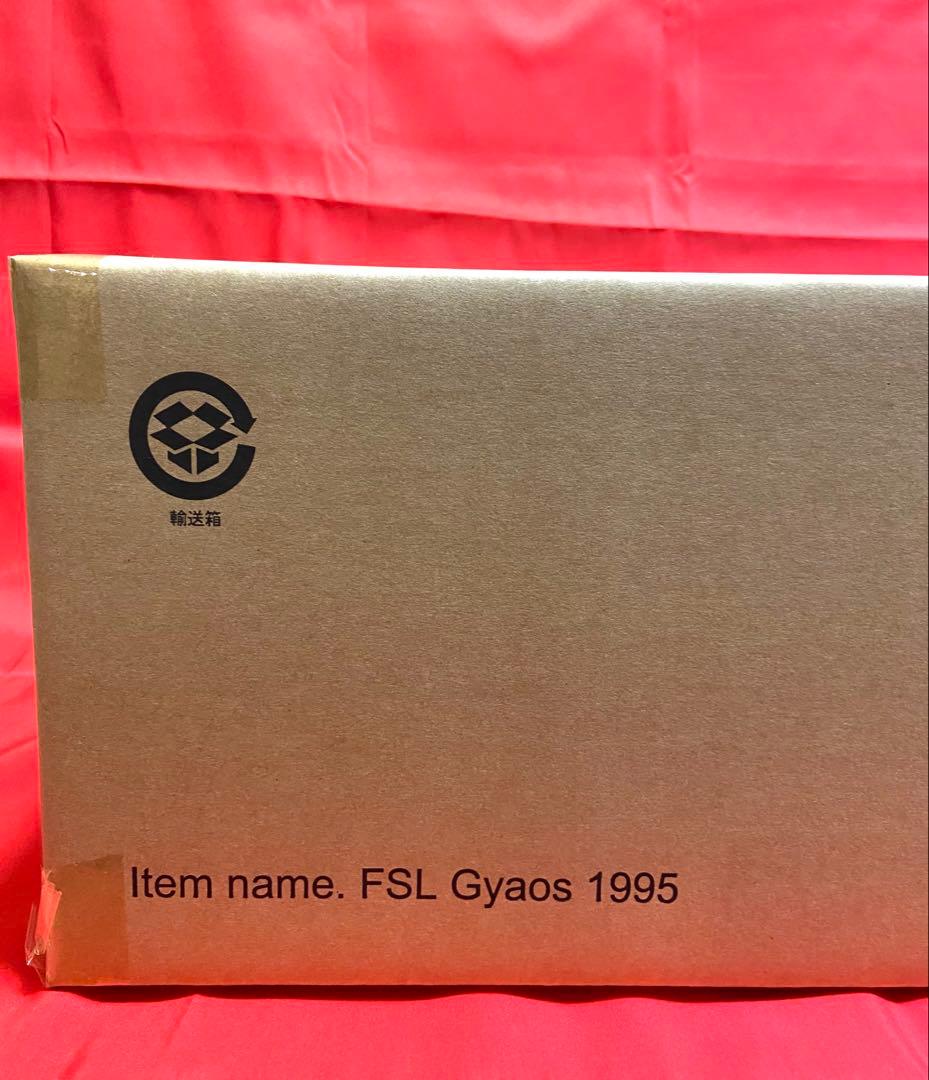 輸送箱
Item name. FSL Gyaos 1995